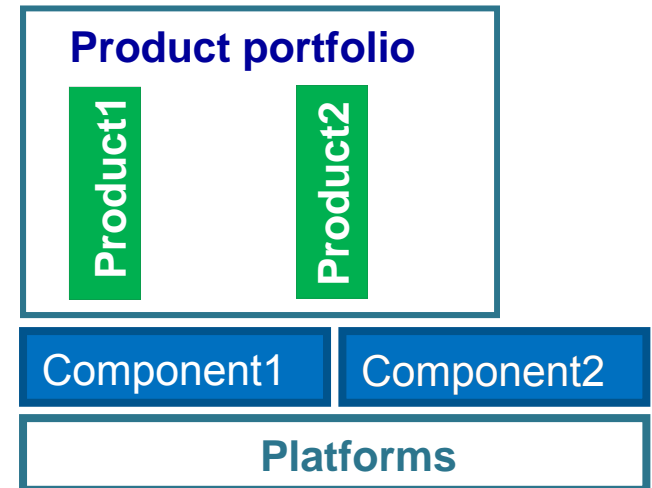 Product portfolio
Product1
Product2
Component1
Component2
Platforms